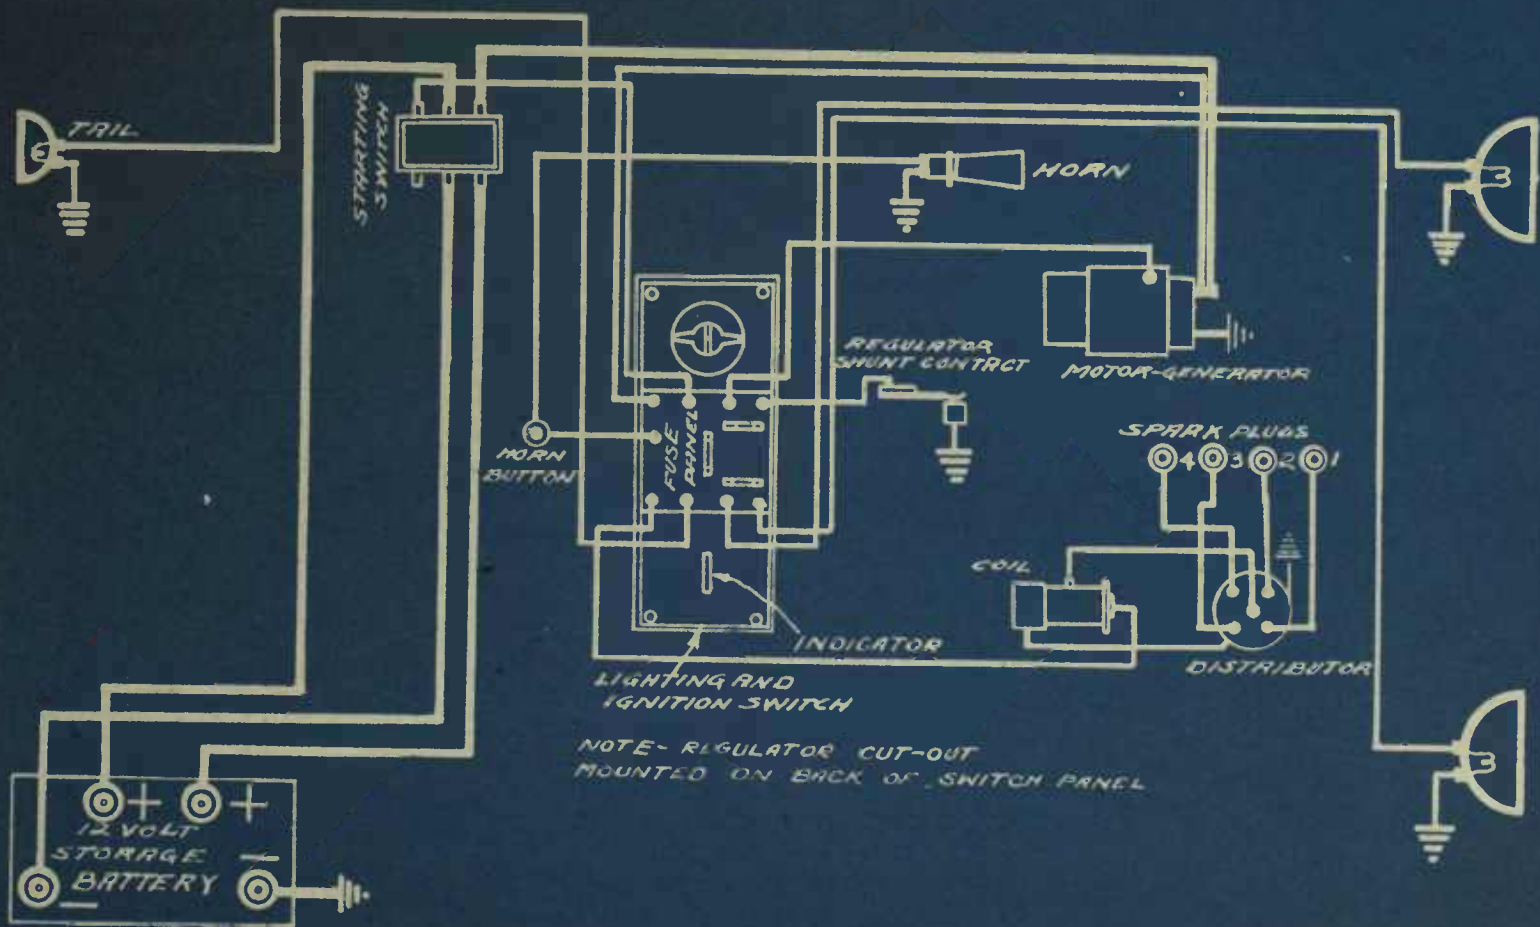 TAIL
STARTING
SWITCH
HORN
REGULATOR
SHUNT CONTACT
MOTOR-GENERATOR
HORN
BUTTON
FUSE
PANEL
SPARK PLUGS
4 3 2 1
COIL
DISTRIBUTOR
INDICATOR
LIGHTING AND
IGNITION SWITCH
NOTE- REGULATOR CUT-OUT
MOUNTED ON BACK OF SWITCH PANEL
+ +
12 VOLT
STORAGE -
BATTERY
-